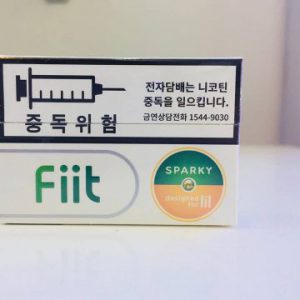 전자담배는 니코틴
중독을 일으킵니다.
금연상담전화 1544-9030
중독위험
Fiit
SPARKY
designed
for lil